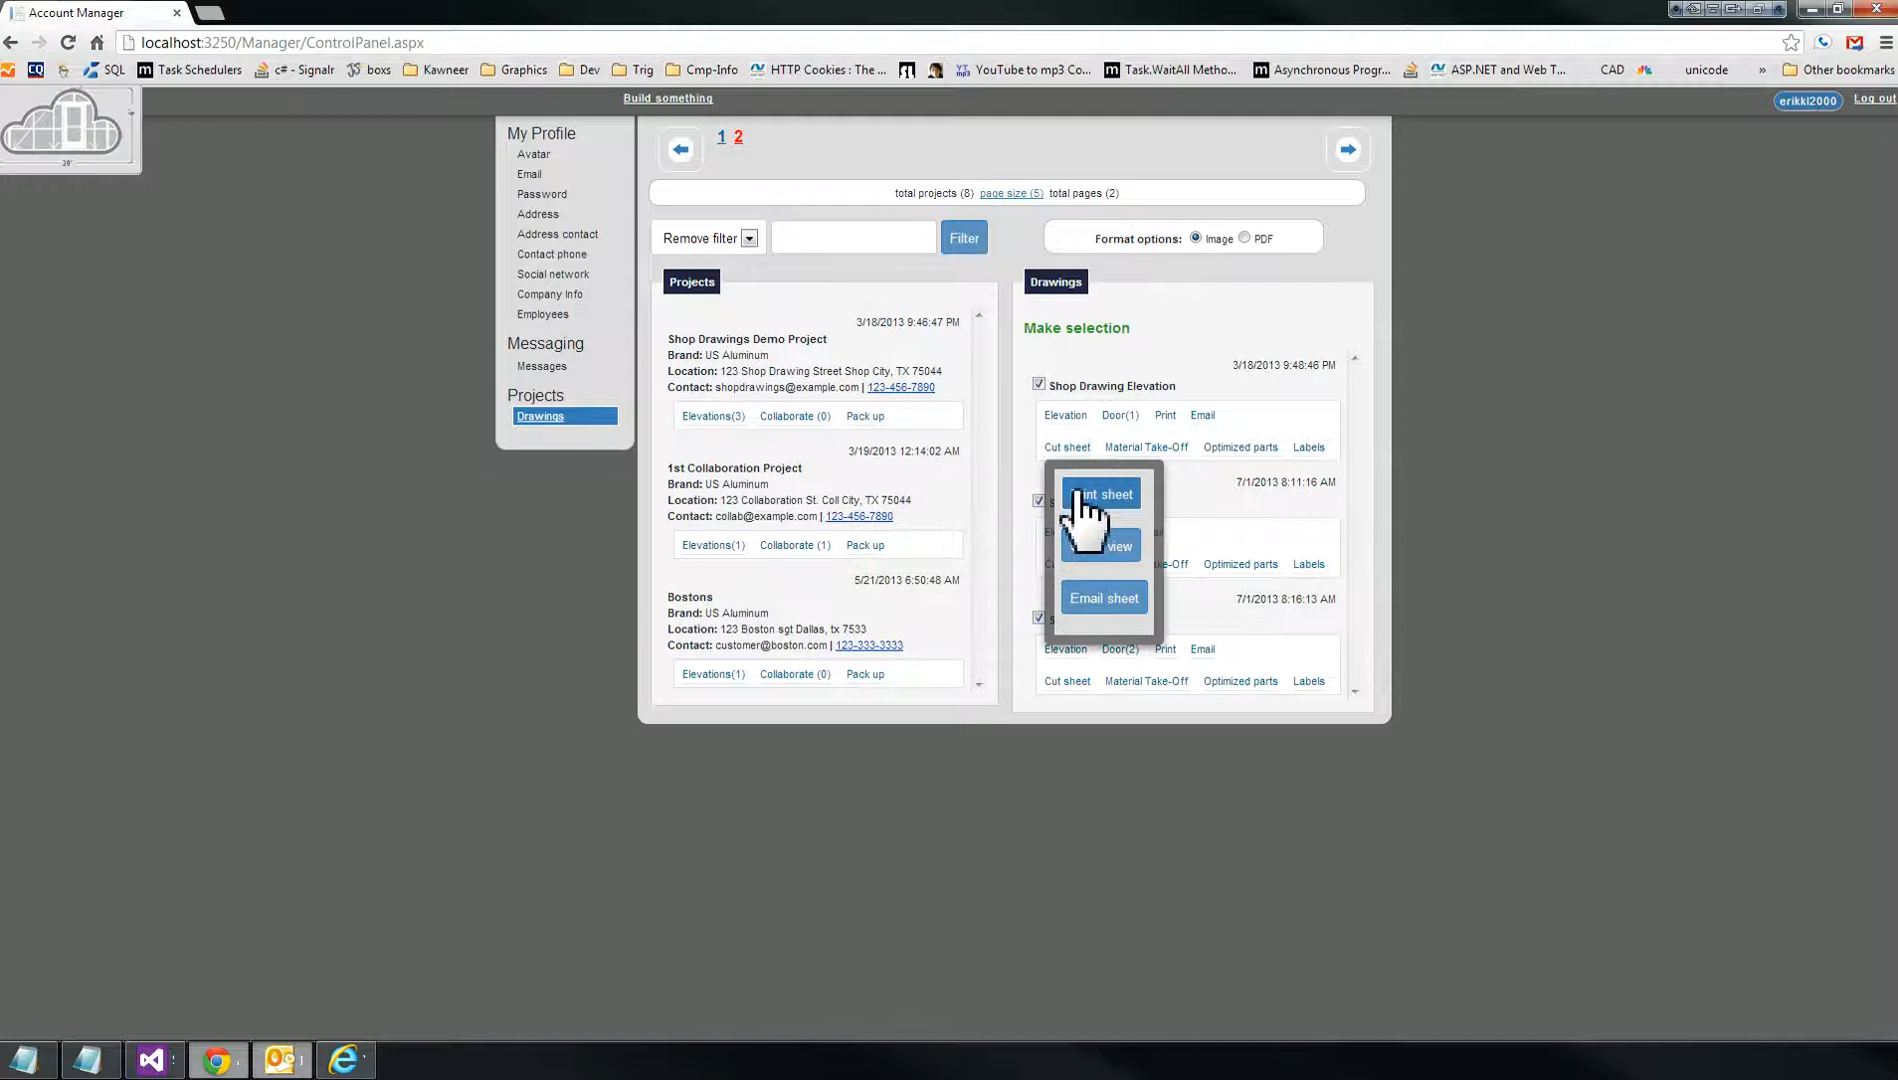 Account Manager
localhost:3250/Manager/ControlPanel.aspx
CQ SQL Task Schedulers c# - Signalr boxs Kawneer Graphics Dev Trig Cmp-Info HTTP Cookies : The ... YouTube to mp3 Co... Task.WaitAll Metho... Asynchronous Progr... ASP.NET and Web T... CAD unicode » Other bookmarks
Build something
erikkl2000 Log out
20'
My Profile
Avatar
Email
Password
Address
Address contact
Contact phone
Social network
Company Info
Employees
Messaging
Messages
Projects
Drawings
1 2
total projects (8) page size (5) total pages (2)
Remove filter Filter
Format options: Image PDF
Projects
3/18/2013 9:46:47 PM
Shop Drawings Demo Project
Brand: US Aluminum
Location: 123 Shop Drawing Street Shop City, TX 75044
Contact: shopdrawings@example.com | 123-456-7890
Elevations(3) Collaborate (0) Pack up
3/19/2013 12:14:02 AM
1st Collaboration Project
Brand: US Aluminum
Location: 123 Collaboration St. Coll City, TX 75044
Contact: collab@example.com | 123-456-7890
Elevations(1) Collaborate (1) Pack up
5/21/2013 6:50:48 AM
Bostons
Brand: US Aluminum
Location: 123 Boston sgt Dallas, tx 7533
Contact: customer@boston.com | 123-333-3333
Elevations(1) Collaborate (0) Pack up
Drawings
Make selection
3/18/2013 9:48:46 PM
Shop Drawing Elevation
Elevation Door(1) Print Email
Cut sheet Material Take-Off Optimized parts Labels
7/1/2013 8:11:16 AM
sheet
view
Email sheet
Optimized parts Labels
7/1/2013 8:16:13 AM
Elevation Door(2) Print Email
Cut sheet Material Take-Off Optimized parts Labels